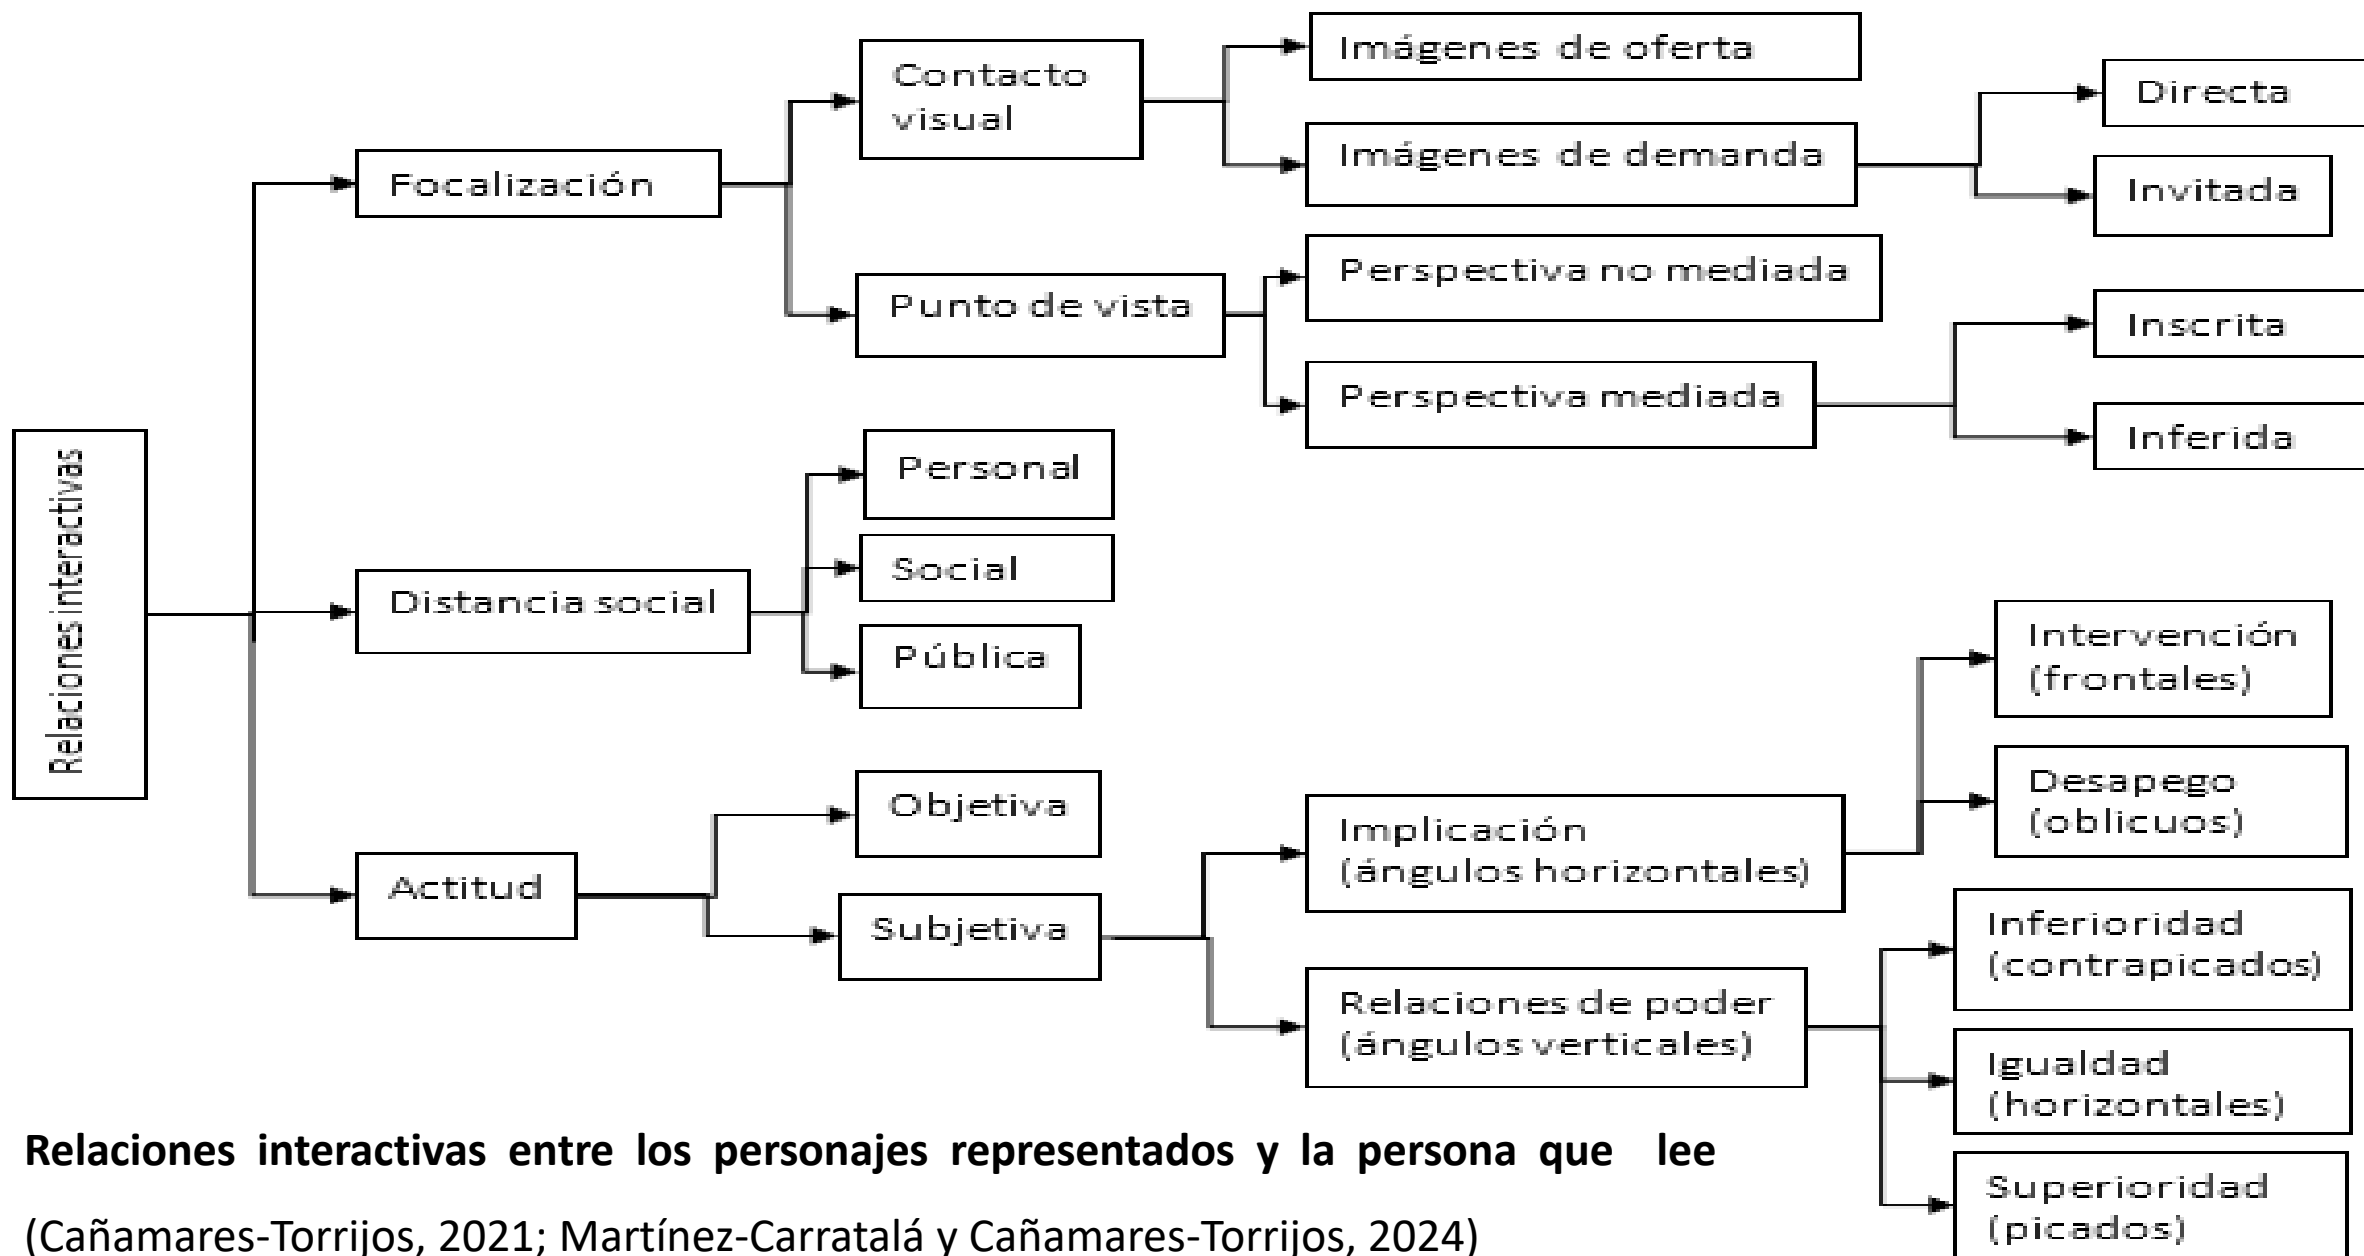 Relaciones interactivas
Focalización
Contacto
visual
Imágenes de oferta
Imágenes de demanda
Directa
Invitada
Punto de vista
Perspectiva no mediada
Perspectiva mediada
Inscrita
Inferida
Distancia social
Personal
Social
Pública
Actitud
Objetiva
Subjetiva
Implicación
(ángulos horizontales)
Intervención
(frontales)
Desapego
(oblicuos)
Relaciones de poder
(ángulos verticales)
Inferioridad
(contrapicados)
Igualdad
(horizontales)
Superioridad
(picados)
Relaciones interactivas entre los personajes representados y la persona que lee
(Cañamares-Torrijos, 2021; Martínez-Carratalá y Cañamares-Torrijos, 2024)